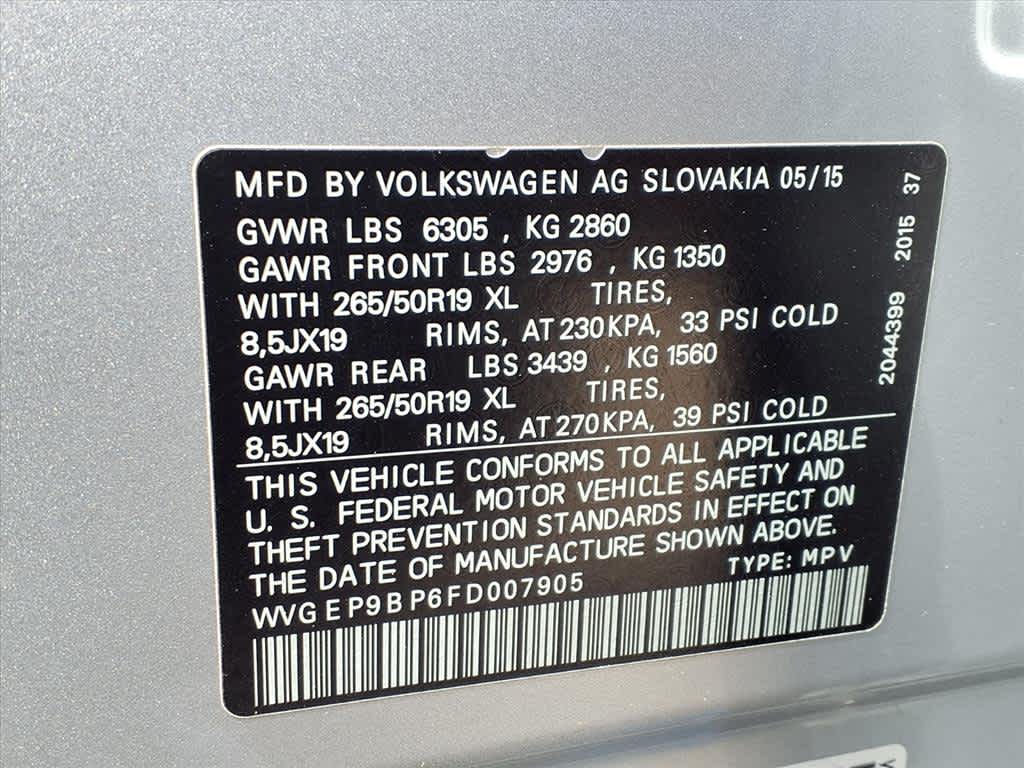 MFD BY VOLKSWAGEN AG SLOVAKIA 05/15
GVWR LBS 6305 , KG 2860
GAWR FRONT LBS 2976 , KG 1350
WITH 265/50R19 XL TIRES,
8,5JX19 RIMS, AT 230KPA, 33 PSI COLD
GAWR REAR LBS 3439 , KG 1560
WITH 265/50R19 XL TIRES,
8,5JX19 RIMS, AT 270KPA, 39 PSI COLD
THIS VEHICLE CONFORMS TO ALL APPLICABLE
U. S. FEDERAL MOTOR VEHICLE SAFETY AND
THEFT PREVENTION STANDARDS IN EFFECT ON
THE DATE OF MANUFACTURE SHOWN ABOVE.
WVGEP9BP6FD007905 TYPE: MPV
2044399 2015 37